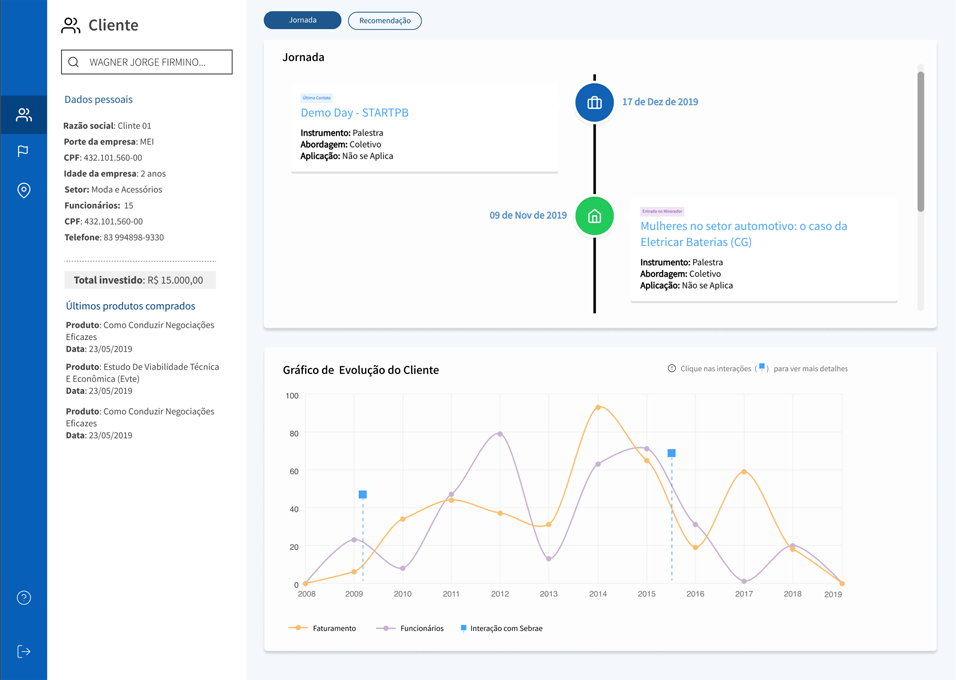 Cliente
WAGNER JORGE FIRMINO...
Dados pessoais
Razão social: Clinte 01
Porte da empresa: MEI
CPF: 432.101.560-00
Idade da empresa: 2 anos
Setor: Moda e Acessórios
Funcionários: 15
CPF: 432.101.560-00
Telefone: 83 994898-9330
Total investido: R$ 15.000,00
Últimos produtos comprados
Produto: Como Conduzir Negociações
Eficazes
Data: 23/05/2019
Produto: Estudo De Viabilidade Técnica
E Econômica (Evte)
Data: 23/05/2019
Produto: Como Conduzir Negociações
Eficazes
Data: 23/05/2019
Jornada
Recomendação
Jornada
Último Contato
Demo Day - STARTPB
Instrumento: Palestra
Abordagem: Coletivo
Aplicação: Não se Aplica
17 de Dez de 2019
09 de Nov de 2019
Entrada no Minerador
Mulheres no setor automotivo: o caso da
Eletricar Baterias (CG)
Instrumento: Palestra
Abordagem: Coletivo
Aplicação: Não se Aplica
Gráfico de Evolução do Cliente
Clique nas interações ( ) para ver mais detalhes
100
80
60
40
20
0
2008 2009 2010 2011 2012 2013 2014 2015 2016 2017 2018 2019
Faturamento Funcionários Interação com Sebrae